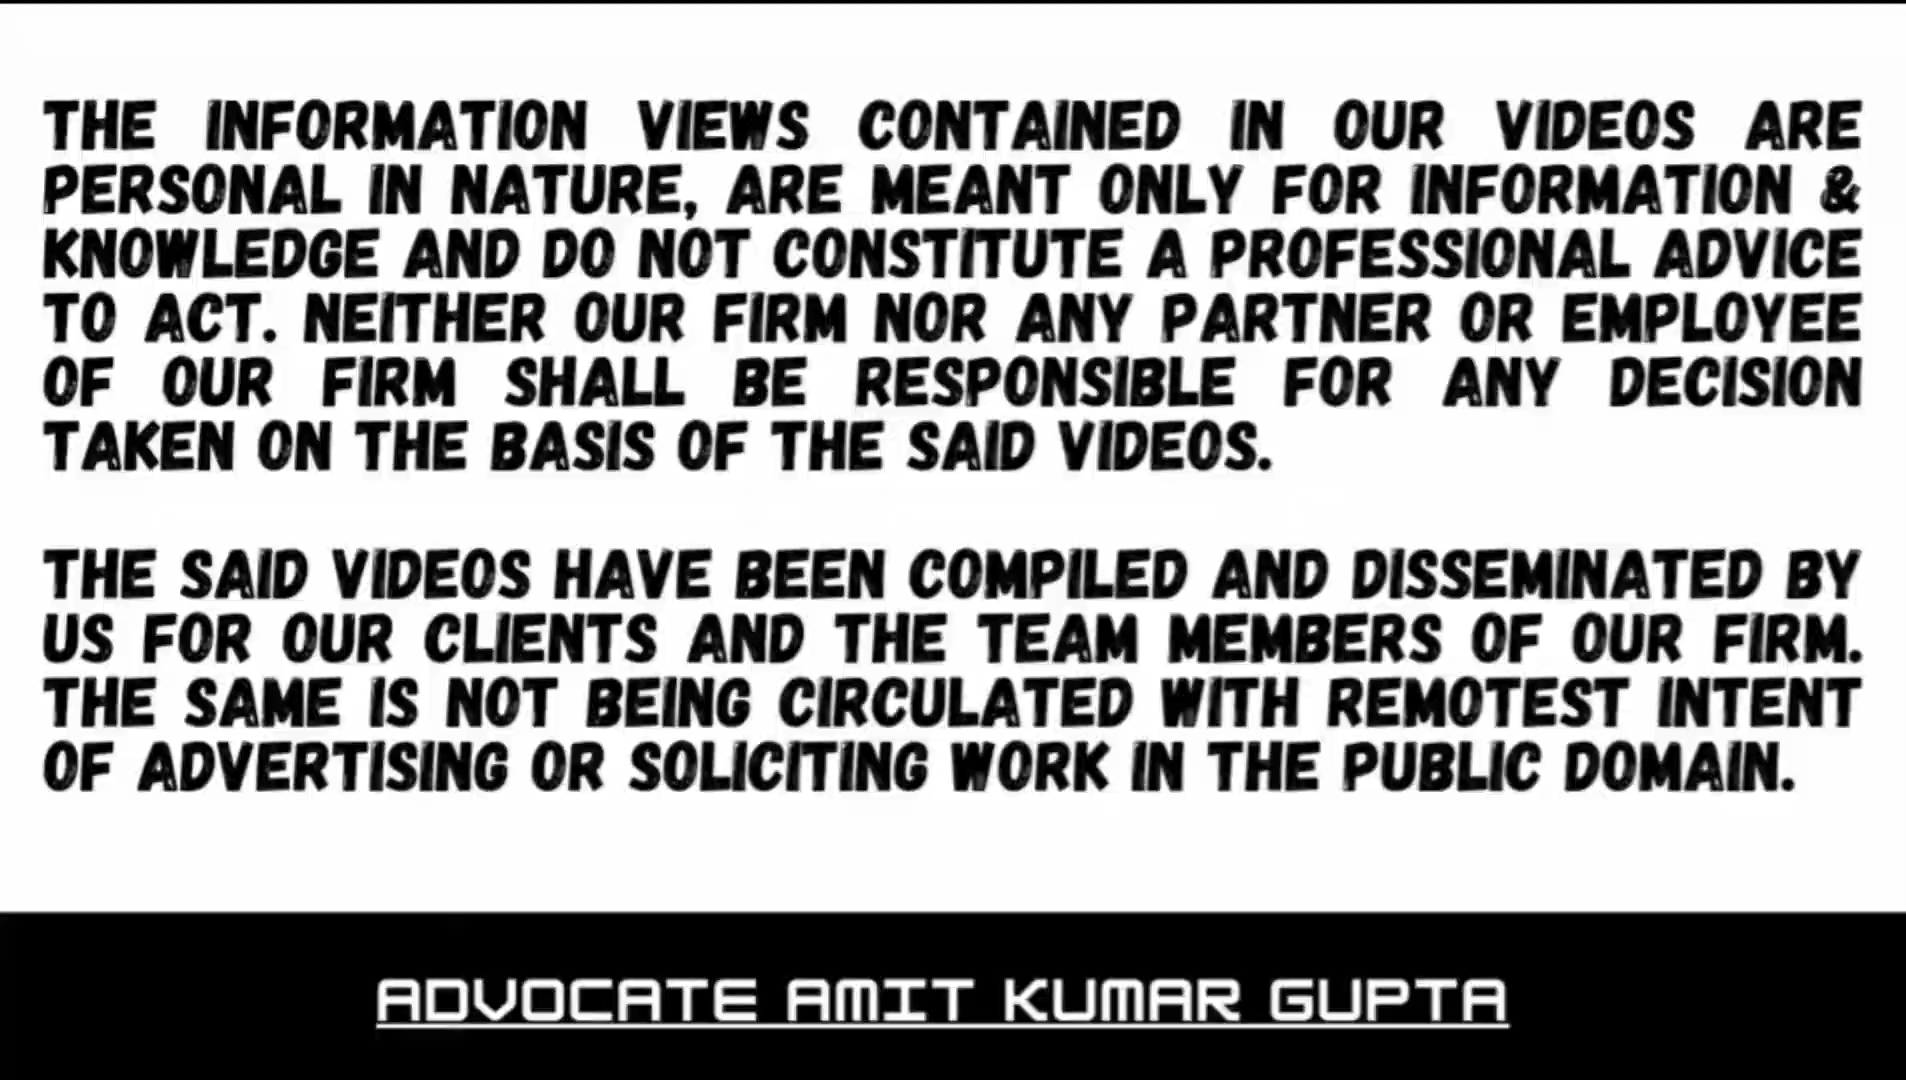 THE INFORMATION VIEWS CONTAINED IN OUR VIDEOS ARE
PERSONAL IN NATURE, ARE MEANT ONLY FOR INFORMATION &
KNOWLEDGE AND DO NOT CONSTITUTE A PROFESSIONAL ADVICE
TO ACT. NEITHER OUR FIRM NOR ANY PARTNER OR EMPLOYEE
OF OUR FIRM SHALL BE RESPONSIBLE FOR ANY DECISION
TAKEN ON THE BASIS OF THE SAID VIDEOS.
THE SAID VIDEOS HAVE BEEN COMPILED AND DISSEMINATED BY
US FOR OUR CLIENTS AND THE TEAM MEMBERS OF OUR FIRM.
THE SAME IS NOT BEING CIRCULATED WITH REMOTEST INTENT
OF ADVERTISING OR SOLICITING WORK IN THE PUBLIC DOMAIN.
ADVOCATE AMIT KUMAR GUPTA